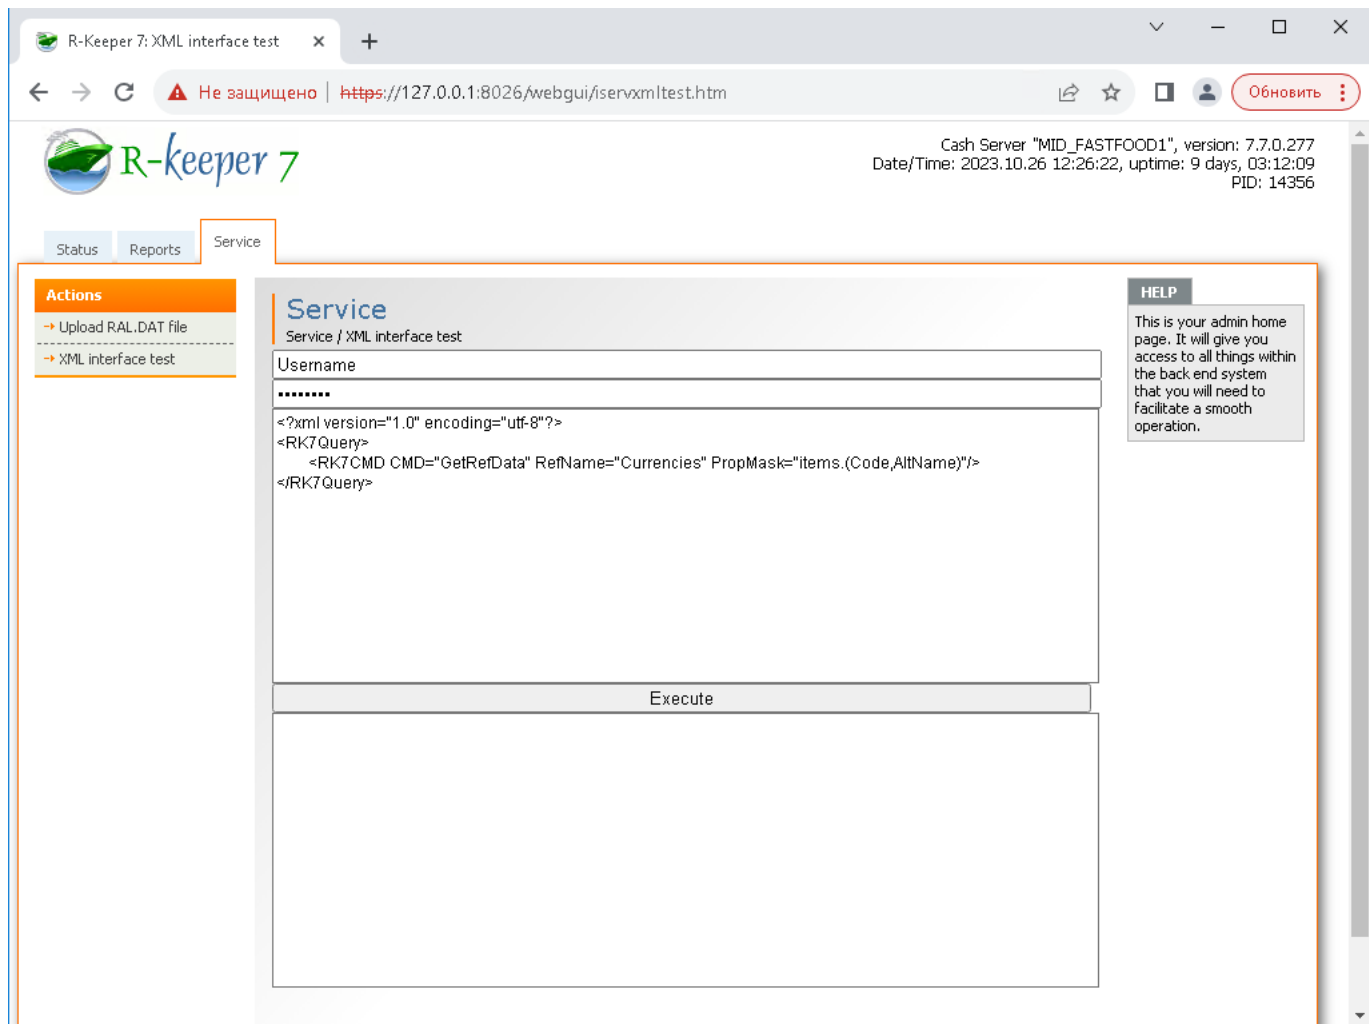 R-Keeper 7: XML interface test
Не защищено | https://127.0.0.1:8026/webgui/iservxmltest.htm
Обновить
R-keeper 7
Cash Server "MID_FASTFOOD1", version: 7.7.0.277
Date/Time: 2023.10.26 12:26:22, uptime: 9 days, 03:12:09
PID: 14356
Status Reports Service
Actions
Upload RAL.DAT file
XML interface test
Service
Service / XML interface test
Username
••••••••
<?xml version="1.0" encoding="utf-8"?>
<RK7Query>
<RK7CMD CMD="GetRefData" RefName="Currencies" PropMask="items.(Code,AltName)"/>
</RK7Query>
Execute
HELP
This is your admin home
page. It will give you
access to all things within
the back end system
that you will need to
facilitate a smooth
operation.